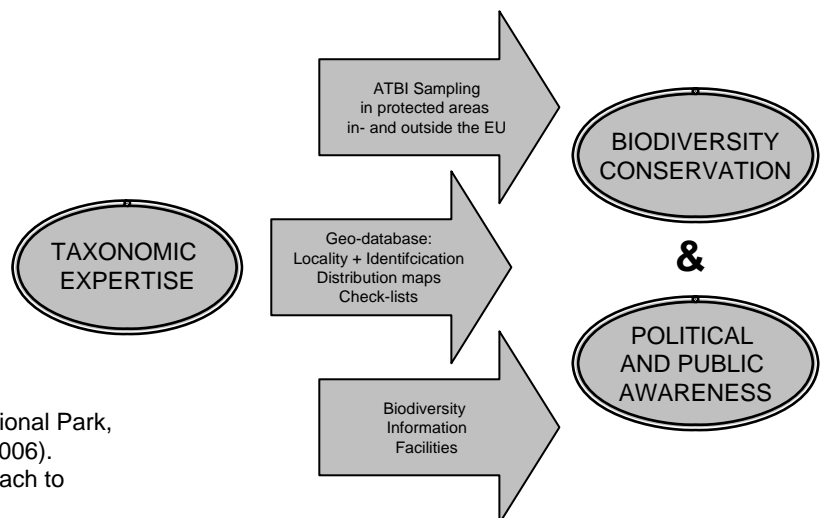 ATBI Sampling
in protected areas
in- and outside the EU
BIODIVERSITY
CONSERVATION
TAXONOMIC
EXPERTISE
Geo-database:
Locality + Identifcication
Distribution maps
Check-lists
&
POLITICAL
AND PUBLIC
AWARENESS
Biodiversity
Information
Facilities
ional Park,
006).
ach to